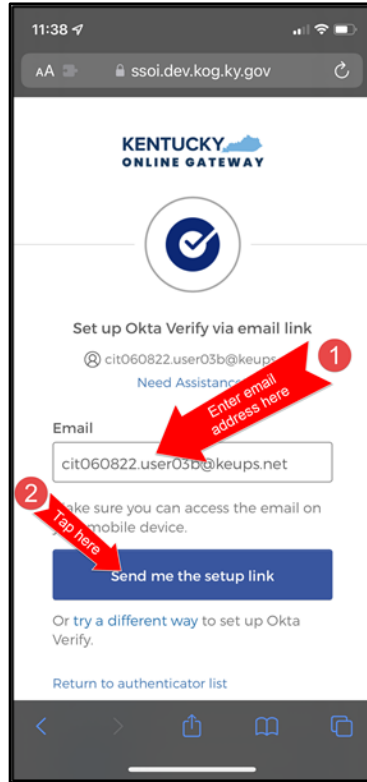 11:38
AA ssoi.dev.kog.ky.gov
KENTUCKY
ONLINE GATEWAY
Set up Okta Verify via email link
cit060822.user03b@keups
Need Assistance
1
Enter email
address here
Email
cit060822.user03b@keups.net
2
Make sure you can access the email on
mobile device.
Tap here
Send me the setup link
Or try a different way to set up Okta
Verify.
Return to authenticator list